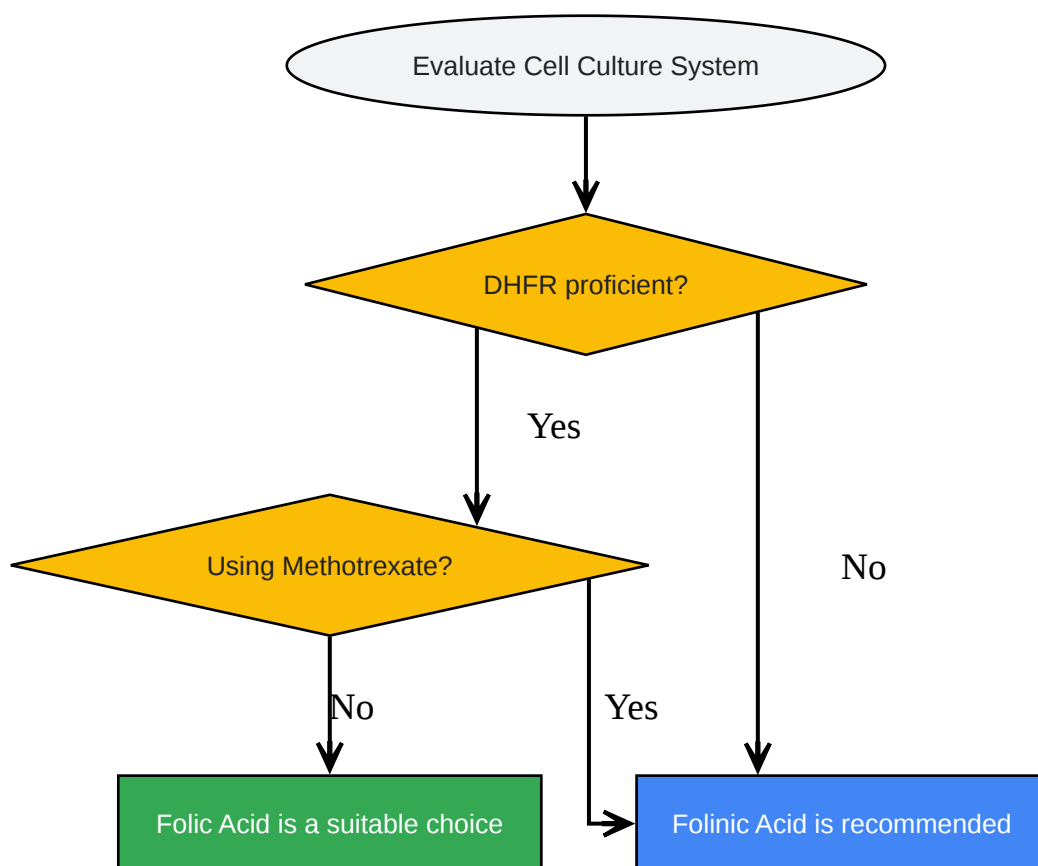 Evaluate Cell Culture System
DHFR proficient?
Yes
No
Using Methotrexate?
No
Yes
Folic Acid is a suitable choice
Folinic Acid is recommended